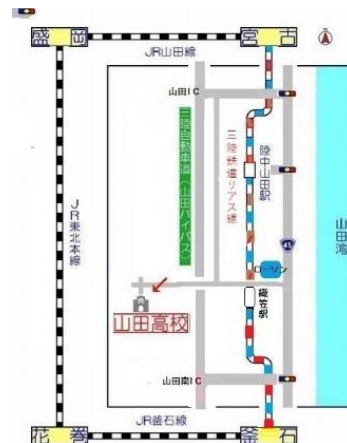 盛岡
宮古
JR山田線
山田IC
三陸自動車道(山田バイパス)
三陸鉄道リアス線
陸中山田駅
JR東北本線
45
山田湾
ローソン
織笠駅
山田高校
山田南IC
JR釜石線
花巻
釜石